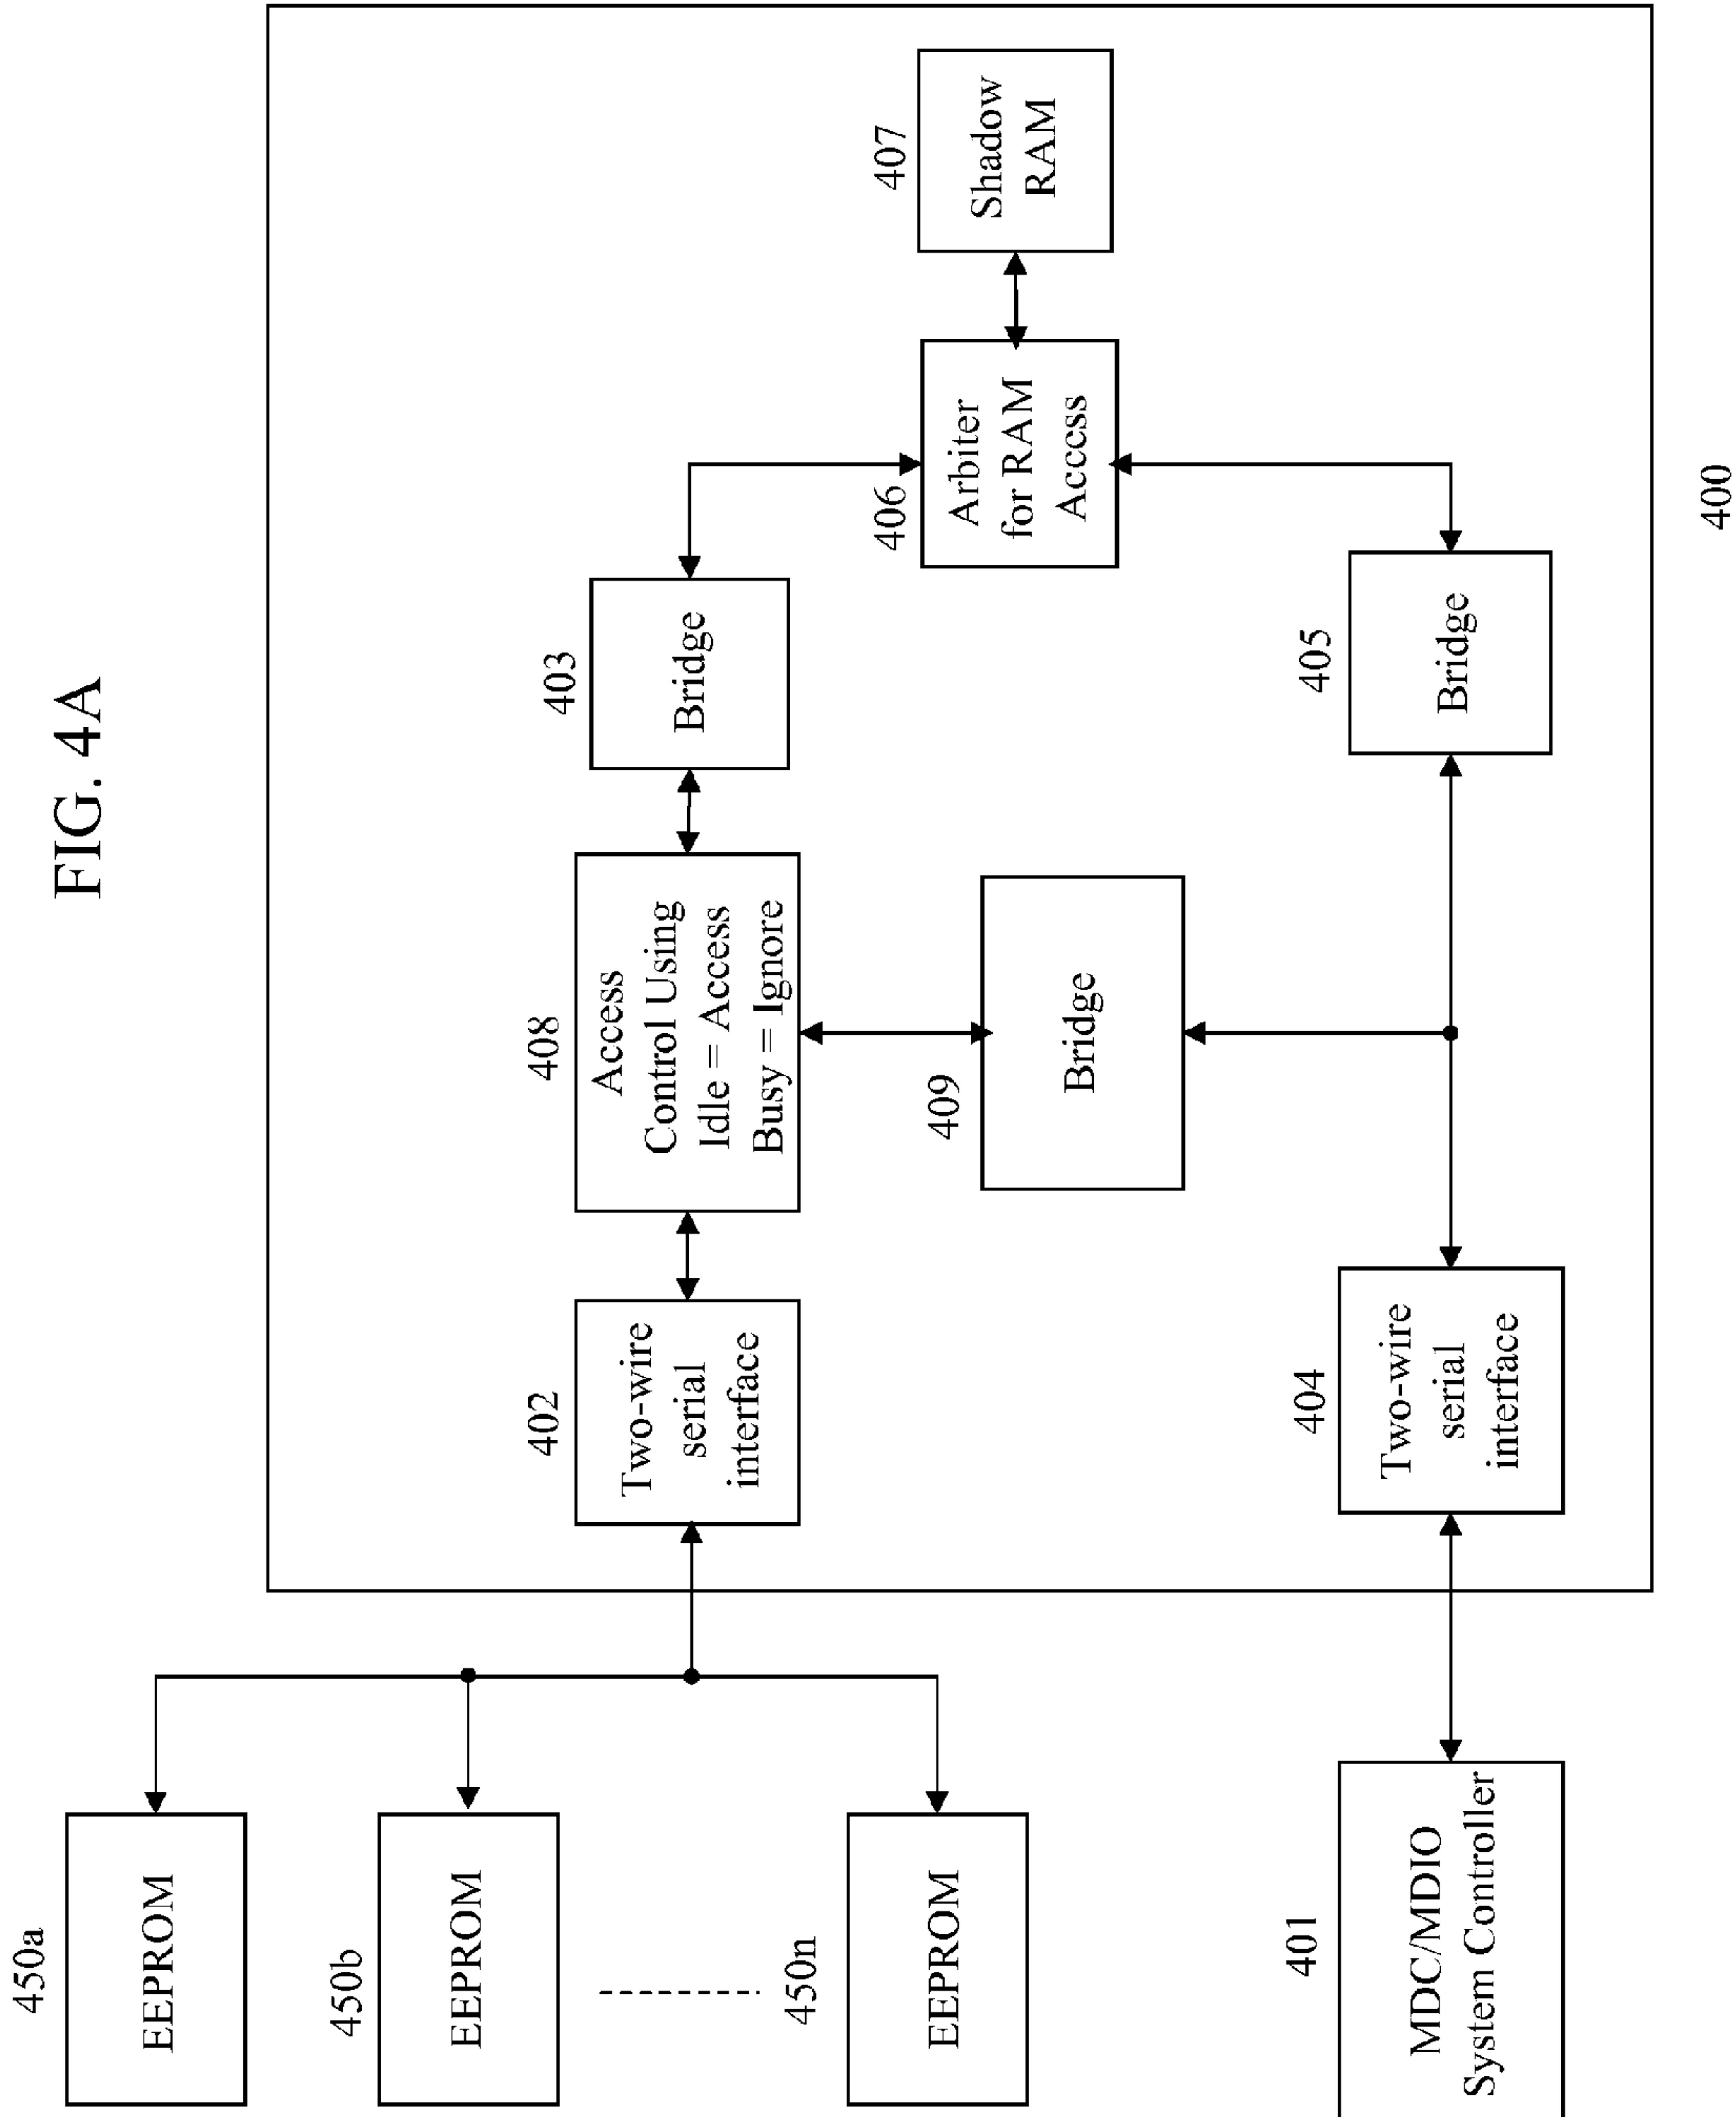 FIG. 4A
450a
EEPROM
450b
EEPROM
450n
EEPROM
402
Two-wire
serial
interface
408
Access
Control Using
Idle = Access
Busy = Ignore
403
Bridge
406
Arbiter
for RAM
Access
407
Shadow
RAM
409
Bridge
401
MDC/MDIO
System Controller
404
Two-wire
serial
interface
405
Bridge
400